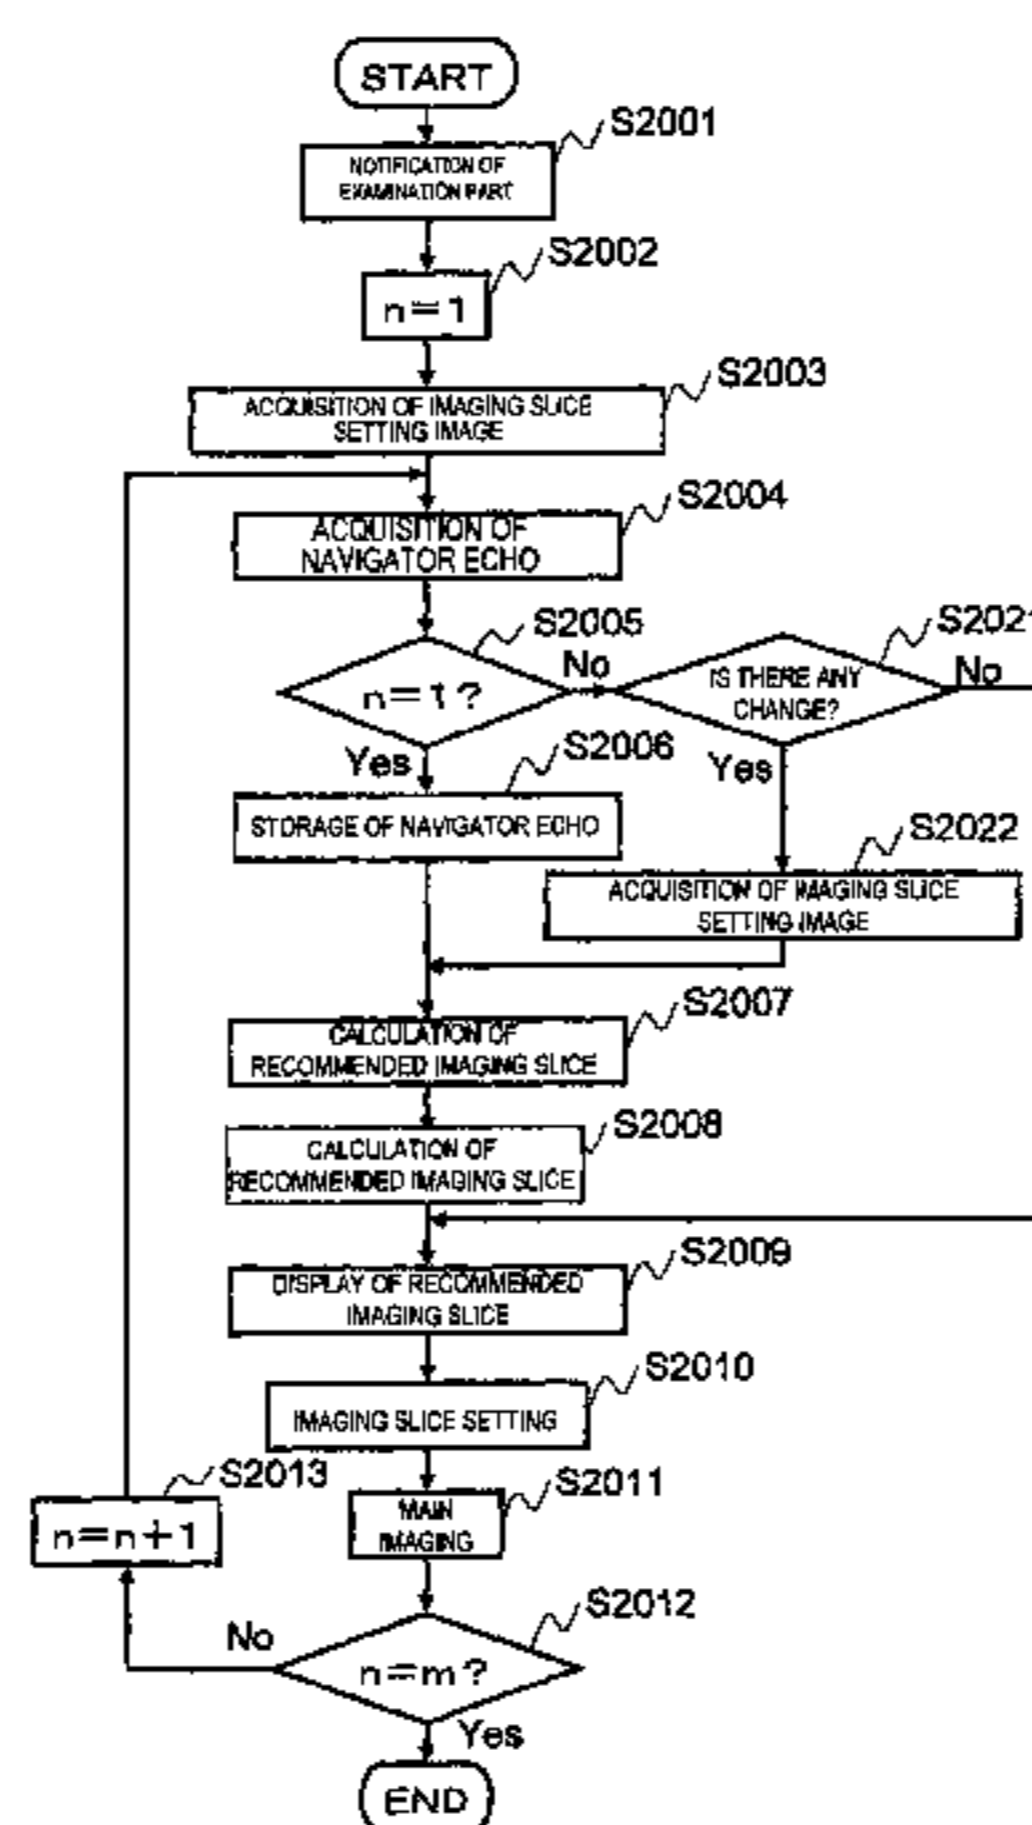 START
S2001
NOTIFICATION OF
EXAMINATION PART
S2002
n=1
S2003
ACQUISITION OF IMAGING SLICE
SETTING IMAGE
S2004
ACQUISITION OF
NAVIGATOR ECHO
S2005
n=1?
No
S2021
IS THERE ANY
CHANGE?
No
Yes
S2006
STORAGE OF NAVIGATOR ECHO
Yes
S2022
ACQUISITION OF IMAGING SLICE
SETTING IMAGE
S2007
CALCULATION OF
RECOMMENDED IMAGING SLICE
S2008
CALCULATION OF
RECOMMENDED IMAGING SLICE
S2009
DISPLAY OF RECOMMENDED
IMAGING SLICE
S2010
IMAGING SLICE SETTING
S2013
n=n+1
S2011
MAIN
IMAGING
S2012
No
n=m?
Yes
END